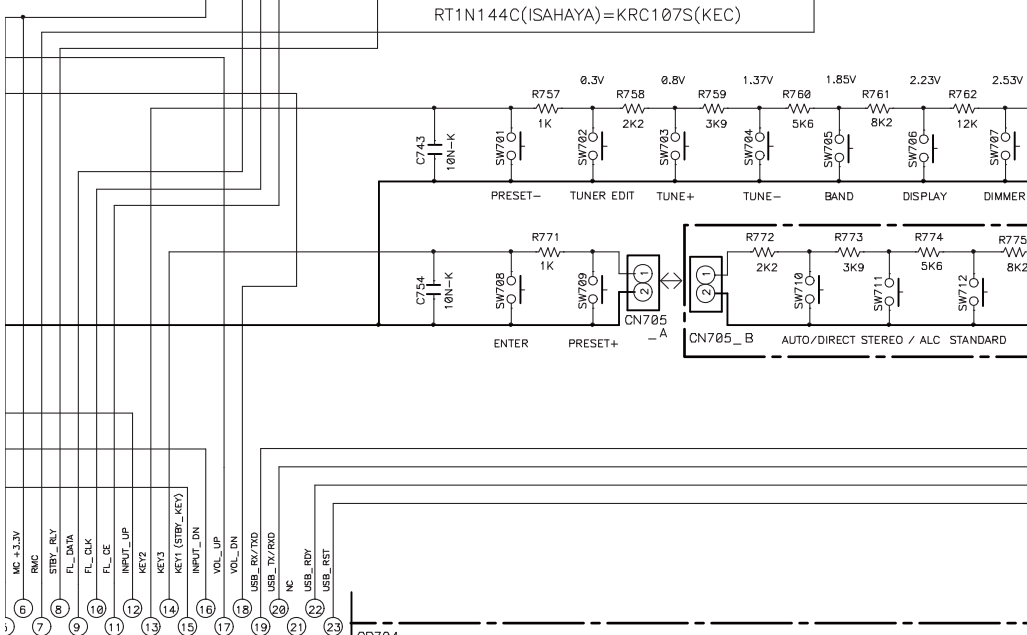 RT1N144C(ISAHAYA)=KRC107S(KEC)
0.3V 0.8V 1.37V 1.85V 2.23V 2.53V
R757 R758 R759 R760 R761 R762
1K 2K2 3K9 5K6 8K2 12K
C743 10N-K SW701 SW702 SW703 SW704 SW705 SW706 SW707
PRESET- TUNER EDIT TUNE+ TUNE- BAND DISPLAY DIMMER
R771 R772 R773 R774 R775
1K 2K2 3K9 5K6 8K2
C754 10N-K SW708 SW709 1 2 1 2 SW710 SW711 SW712
CN705_A CN705_B
ENTER PRESET+ AUTO/DIRECT STEREO / ALC STANDARD
MC +3.3V
RMC
STBY_RLY
FL_DATA
FL_CLK
FL_CE
INPUT_UP
KEY2
KEY3
KEY1 (STBY_KEY)
INPUT_DN
VOL_UP
VOL_DN
USB_RX/TXD
USB_TX/RXD
NC
USB_RDY
USB_RST
6 8 10 12 14 16 18 20 22
7 9 11 13 15 17 19 21 23